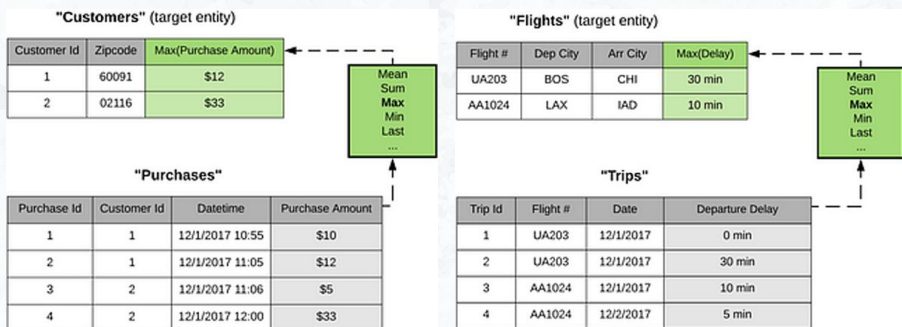 "Customers" (target entity)
Customer Id Zipcode Max(Purchase Amount)
1 60091 $12
2 02116 $33
Mean
Sum
Max
Min
Last
...
"Purchases"
Purchase Id Customer Id Datetime Purchase Amount
1 1 12/1/2017 10:55 $10
2 1 12/1/2017 11:05 $12
3 2 12/1/2017 11:06 $5
4 2 12/1/2017 12:00 $33
"Flights" (target entity)
Flight # Dep City Arr City Max(Delay)
UA203 BOS CHI 30 min
AA1024 LAX IAD 10 min
Mean
Sum
Max
Min
Last
...
"Trips"
Trip Id Flight # Date Departure Delay
1 UA203 12/1/2017 0 min
2 UA203 12/1/2017 30 min
3 AA1024 12/1/2017 10 min
4 AA1024 12/2/2017 5 min